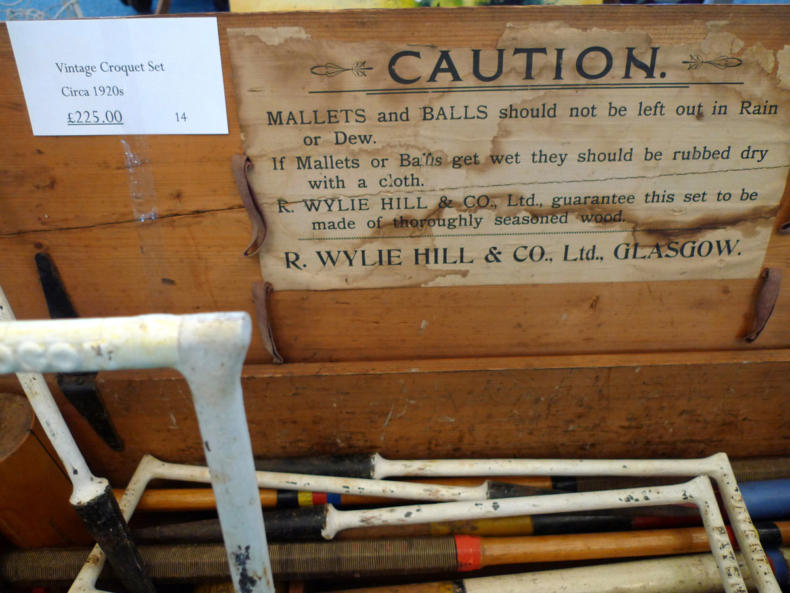 Vintage Croquet Set
Circa 1920s
£225.00 14
CAUTION.
MALLETS and BALLS should not be left out in Rain
or Dew.
If Mallets or Balls get wet they should be rubbed dry
with a cloth.
R. WYLIE HILL & CO., Ltd., guarantee this set to be
made of thoroughly seasoned wood.
R. WYLIE HILL & CO., Ltd., GLASGOW.